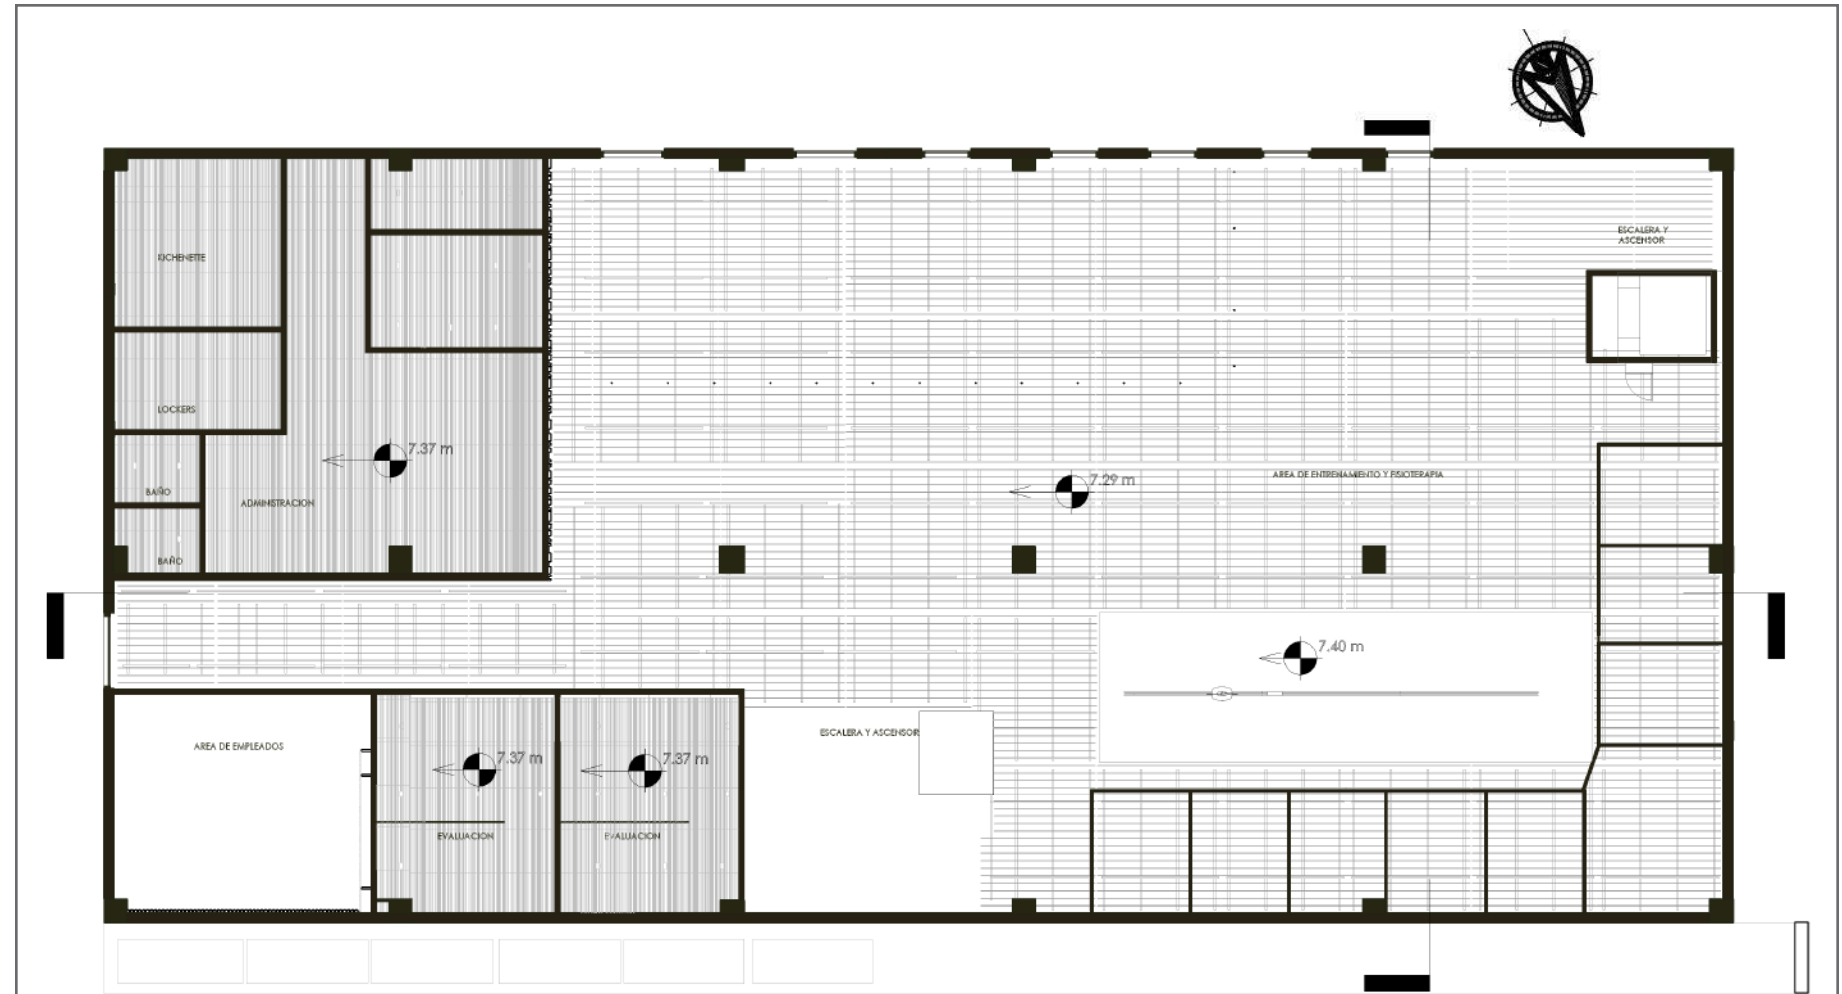 ESCALERA Y
ASCENSOR
KICHENETTE
LOCKERS
7.37 m
7.29 m
AREA DE ENTRENAMIENTO Y FISIOTERAPIA
BAÑO
ADMINISTRACION
BAÑO
7.40 m
AREA DE EMPLEADOS
ESCALERA Y ASCENSOR
7.37 m
7.37 m
EVALUACION
EVALUACION